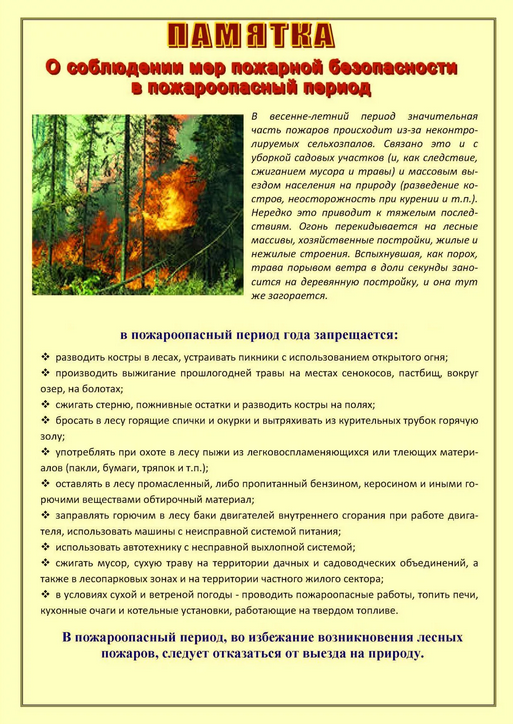 ПАМЯТКА
О соблюдении мер пожарной безопасности
в пожароопасный период
В весенне-летний период значительная
часть пожаров происходит из-за неконтро-
лируемых сельхозпалов. Связано это и с
уборкой садовых участков (и, как следствие,
сжиганием мусора и травы) и массовым вы-
ездом населения на природу (разведение ко-
стров, неосторожность при курении и т.п.).
Нередко это приводит к тяжелым послед-
ствиям. Огонь перекидывается на лесные
массивы, хозяйственные постройки, жилые и
нежилые строения. Вспыхнувшая, как порох,
трава порывом ветра в доли секунды зано-
сится на деревянную постройку, и она тут
же загорается.
в пожароопасный период года запрещается:
❖ разводить костры в лесах, устраивать пикники с использованием открытого огня;
❖ производить выжигание прошлогодней травы на местах сенокосов, пастбищ, вокруг
озер, на болотах;
❖ сжигать стерню, пожнивные остатки и разводить костры на полях;
❖ бросать в лесу горящие спички и окурки и вытряхивать из курительных трубок горячую
золу;
❖ употреблять при охоте в лесу пыжи из легковоспламеняющихся или тлеющих матери-
алов (пакли, бумаги, тряпок и т.п.);
❖ оставлять в лесу промасленный, либо пропитанный бензином, керосином и иными го-
рючими веществами обтирочный материал;
❖ заправлять горючим в лесу баки двигателей внутреннего сгорания при работе двига-
теля, использовать машины с неисправной системой питания;
❖ использовать автотехнику с несправной выхлопной системой;
❖ сжигать мусор, сухую траву на территории дачных и садоводческих объединений, а
также в лесопарковых зонах и на территории частного жилого сектора;
❖ в условиях сухой и ветреной погоды - проводить пожароопасные работы, топить печи,
кухонные очаги и котельные установки, работающие на твердом топливе.
В пожароопасный период, во избежание возникновения лесных
пожаров, следует отказаться от выезда на природу.